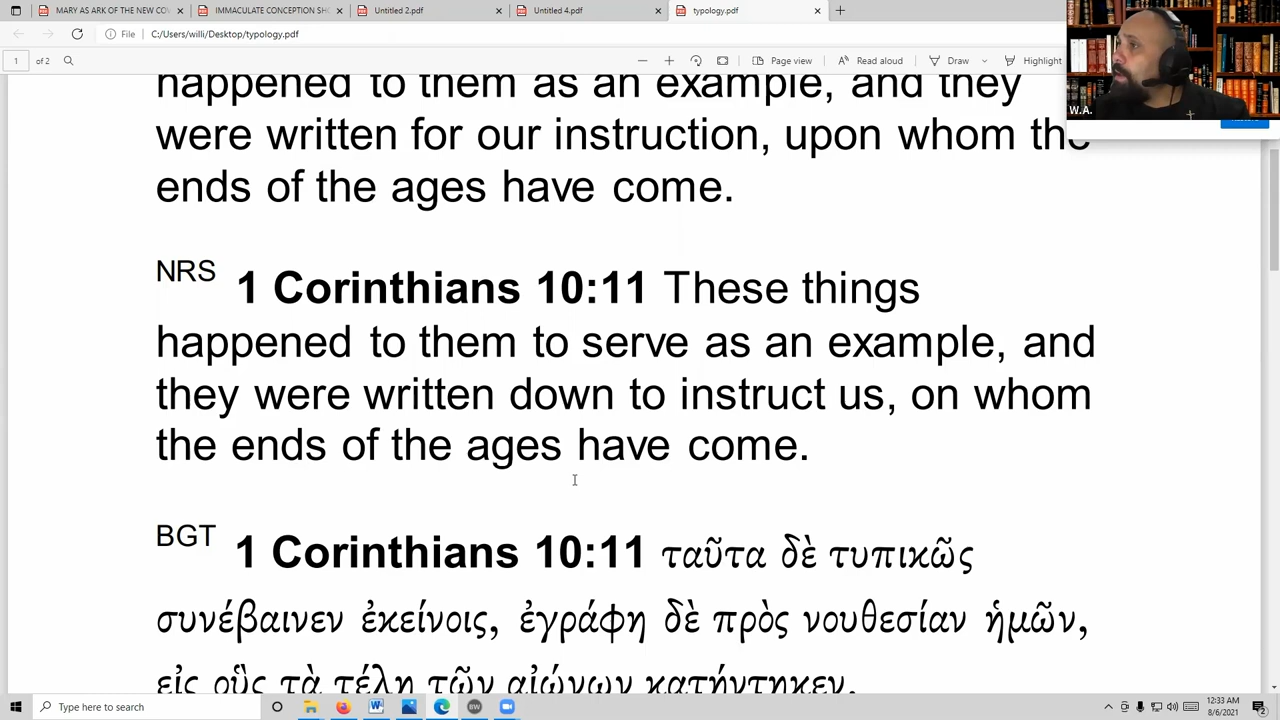 MARY AS ARK OF THE NEW CO
IMMACULATE CONCEPTION SH
Untitled 2.pdf
Untitled 4.pdf
typology.pdf
File
C:/Users/willi/Desktop/typology.pdf
1 of 2
Page view
Read aloud
Draw
Highlight
W.A.
happened to them as an example, and they
were written for our instruction, upon whom the
ends of the ages have come.
NRS 1 Corinthians 10:11 These things
happened to them to serve as an example, and
they were written down to instruct us, on whom
the ends of the ages have come.
BGT 1 Corinthians 10:11 ταῦτα δὲ τυπικῶς
συνέβαινεν ἐκείνοις, ἐγράφη δὲ πρὸς νουθεσίαν ἡμῶν,
εἰς οὓς τὰ τέλη τῶν αἰώνων κατήντηκεν.
Type here to search
BW
12:33 AM
8/6/2021
2